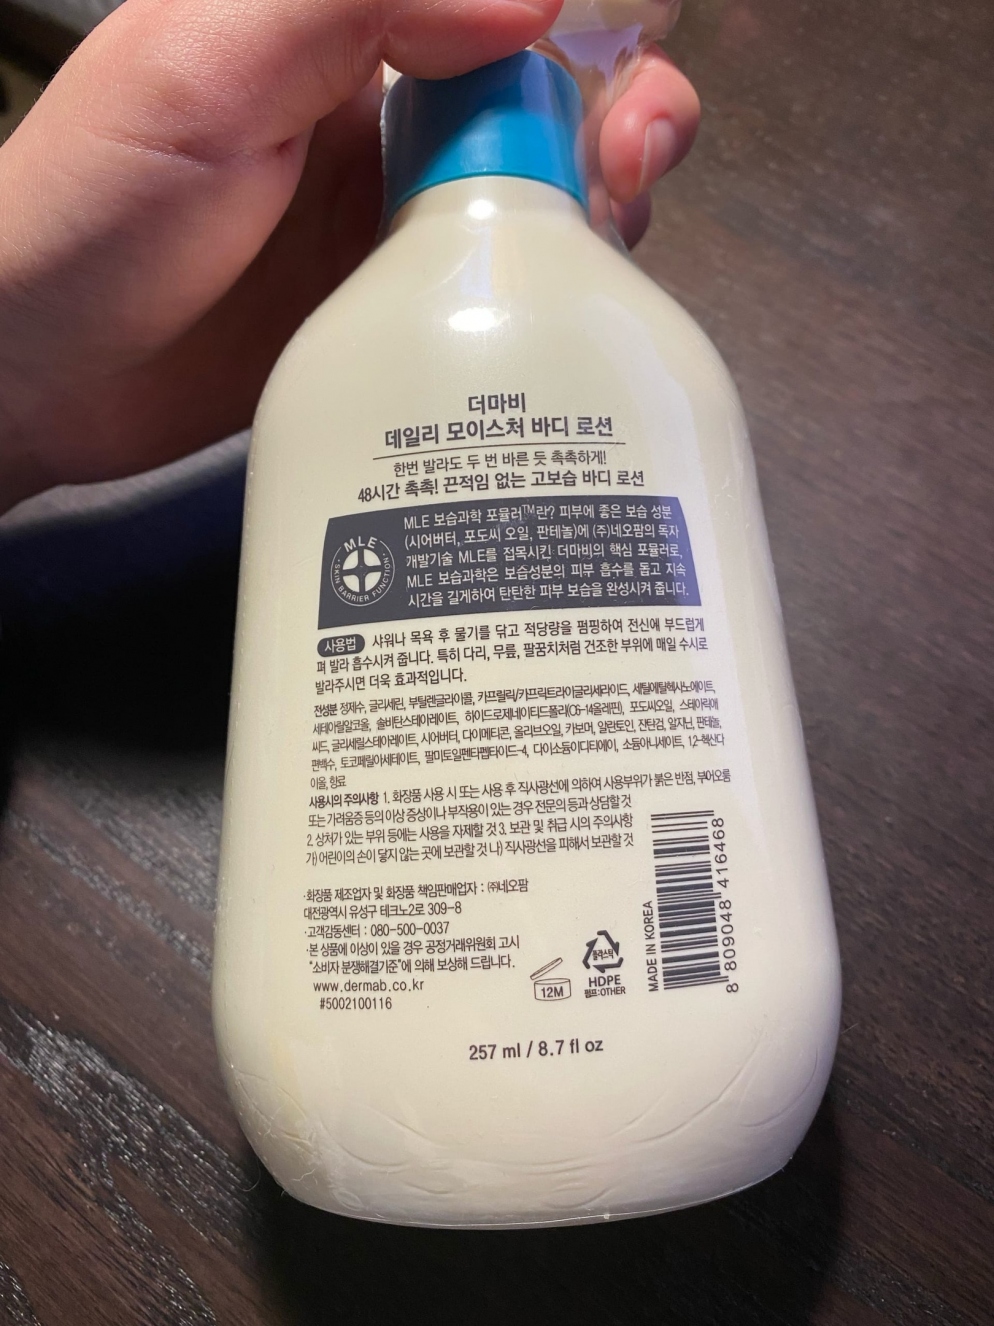 더마비
데일리 모이스처 바디 로션
한번 발라도 두 번 바른 듯 촉촉하게!
48시간 촉촉! 끈적임 없는 고보습 바디 로션
MLE
SKIN BARRIER FUNCTION
MLE 보습과학 포뮬러™란? 피부에 좋은 보습 성분
(시어버터, 포도씨 오일, 판테놀)에 (주)네오팜의 독자
개발기술 MLE를 접목시킨 더마비의 핵심 포뮬러로,
MLE 보습과학은 보습성분의 피부 흡수를 돕고 지속
시간을 길게하여 탄탄한 피부 보습을 완성시켜 줍니다.
사용법 샤워나 목욕 후 물기를 닦고 적당량을 펌핑하여 전신에 부드럽게
펴 발라 흡수시켜 줍니다. 특히 다리, 무릎, 팔꿈치처럼 건조한 부위에 매일 수시로
발라주시면 더욱 효과적입니다.
전성분 정제수, 글리세린, 부틸렌글라이콜, 카프릴릭/카프릭트라이글리세라이드, 세틸에틸헥사노에이트,
세테아릴알코올, 솔비탄스테아레이트, 하이드로제네이티드폴리(C6-14올레핀), 포도씨오일, 스테아릭애
씨드, 글리세릴스테아레이트, 시어버터, 다이메티콘, 올리브오일, 카보머, 알란토인, 잔탄검, 알지닌, 판테놀,
편백수, 토코페릴아세테이트, 팔미토일펜타펩타이드-4, 다이소듐이디티에이, 소듐아니세이트, 1,2-헥산다
이올, 향료
사용시의 주의사항 1. 화장품 사용 시 또는 사용 후 직사광선에 의하여 사용부위가 붉은 반점, 부어오름
또는 가려움증 등의 이상 증상이나 부작용이 있는 경우 전문의 등과 상담할 것
2. 상처가 있는 부위 등에는 사용을 자제할 것 3. 보관 및 취급 시의 주의사항
가) 어린이의 손이 닿지 않는 곳에 보관할 것 나) 직사광선을 피해서 보관할 것
·화장품 제조업자 및 화장품 책임판매업자 : ㈜네오팜
대전광역시 유성구 테크노2로 309-8
·고객감동센터 : 080-500-0037
·본 상품에 이상이 있을 경우 공정거래위원회 고시
"소비자 분쟁해결기준"에 의해 보상해 드립니다.
www.dermab.co.kr
#5002100116
12M
플라스틱
HDPE
펌프:OTHER
MADE IN KOREA
8 809048 416468
257 ml / 8.7 fl oz